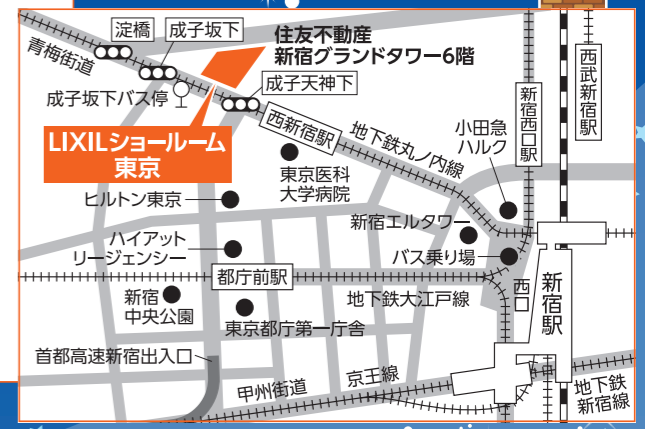 淀橋
成子坂下
青梅街道
住友不動産
新宿グランドタワー6階
成子坂下バス停
成子天神下
LIXILショールーム
東京
西新宿駅
地下鉄丸ノ内線
新宿西口駅
西武新宿駅
小田急
ハルク
東京医科
大学病院
ヒルトン東京
新宿エルタワー
ハイアット
リージェンシー
バス乗り場
都庁前駅
地下鉄大江戸線
西口
新宿駅
新宿
中央公園
東京都庁第一庁舎
首都高速新宿出入口
甲州街道
京王線
地下鉄
新宿線